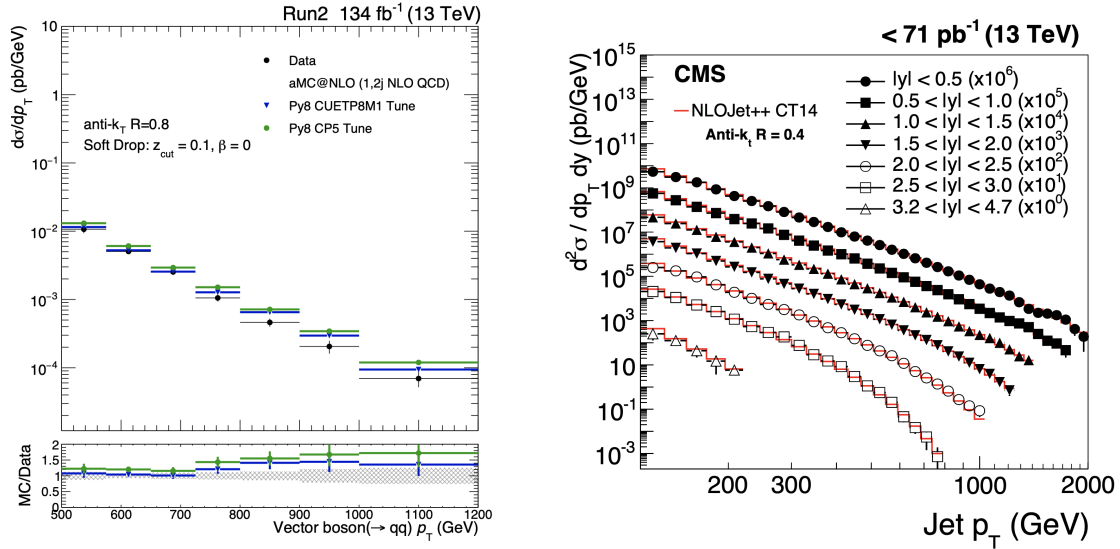 Run2 134 fb⁻¹ (13 TeV)
dσ/dp_T (pb/GeV)
10
1
10⁻¹
10⁻²
10⁻³
10⁻⁴
Data
aMC@NLO (1,2j NLO QCD)
Py8 CUETP8M1 Tune
Py8 CP5 Tune
anti-k_T R=0.8
Soft Drop: z_cut = 0.1, β = 0
MC/Data
2
1.5
1
0.5
0
500 600 700 800 900 1000 1100 1200
Vector boson(→ qq) p_T (GeV)
< 71 pb⁻¹ (13 TeV)
d²σ / dp_T dy (pb/GeV)
10¹⁵
10¹³
10¹¹
10⁹
10⁷
10⁵
10³
10
10⁻¹
10⁻³
CMS
NLOJet++ CT14
Anti-k_t R = 0.4
|y| < 0.5 (x10⁶)
0.5 < |y| < 1.0 (x10⁵)
1.0 < |y| < 1.5 (x10⁴)
1.5 < |y| < 2.0 (x10³)
2.0 < |y| < 2.5 (x10²)
2.5 < |y| < 3.0 (x10¹)
3.2 < |y| < 4.7 (x10⁰)
200 300 1000 2000
Jet p_T (GeV)